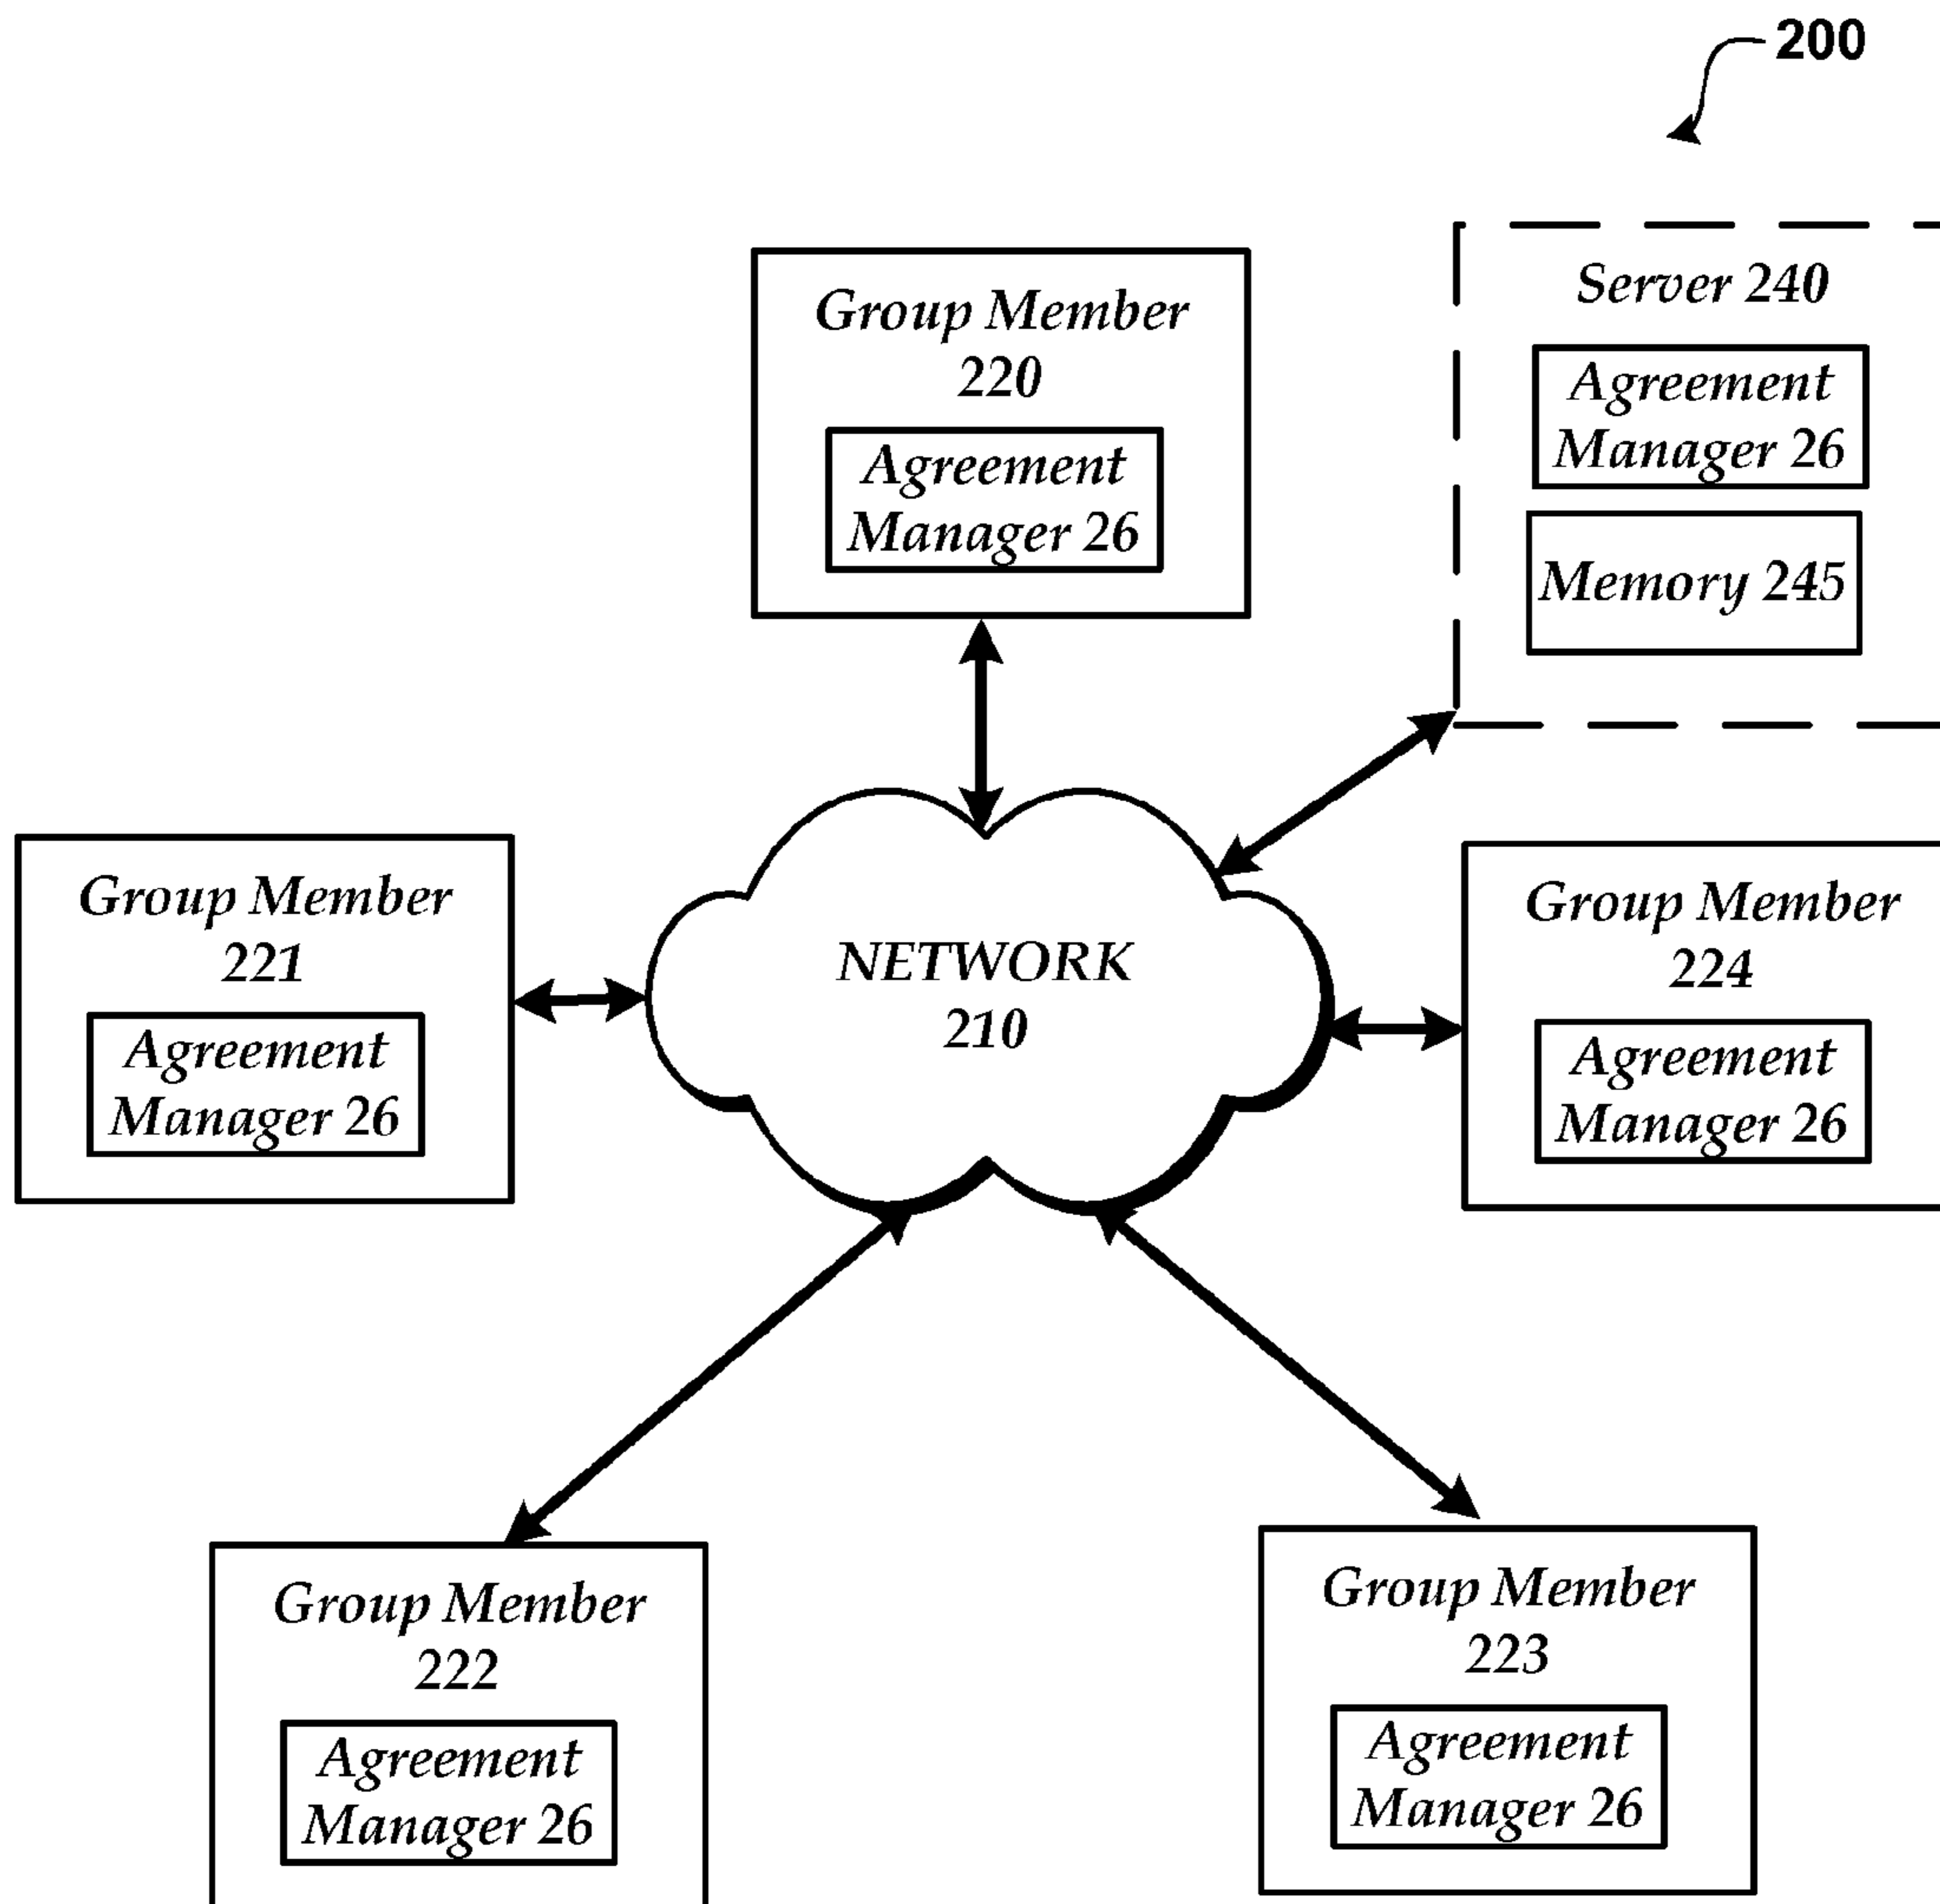 200
Server 240
Agreement
Manager 26
Memory 245
Group Member
220
Agreement
Manager 26
Group Member
221
Agreement
Manager 26
NETWORK
210
Group Member
224
Agreement
Manager 26
Group Member
222
Agreement
Manager 26
Group Member
223
Agreement
Manager 26